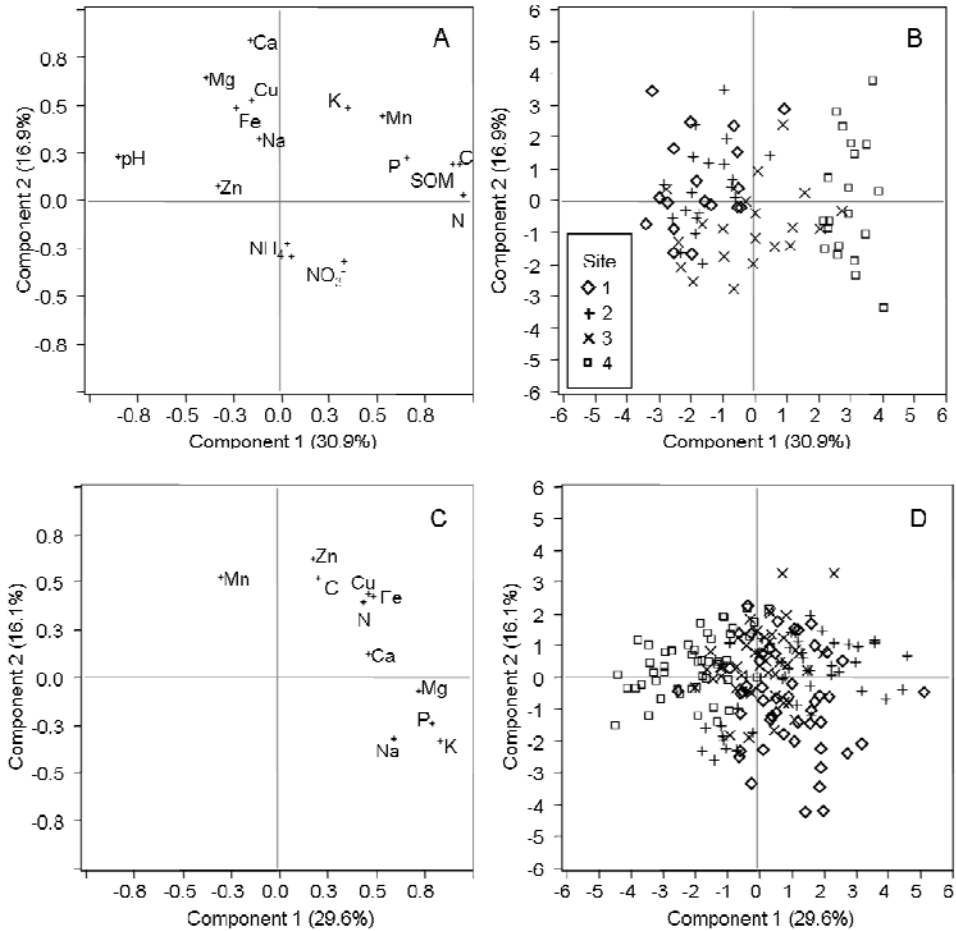 A
0.8
0.5
0.3
0.0
-0.3
-0.5
-0.8
Component 2 (16.9%)
Ca
Mg
Cu
Fe
Na
pH
Zn
K
Mn
P
C
SOM
N
NH4
NO3-
-0.8
-0.5
-0.3
0.0
0.3
0.5
0.8
Component 1 (30.9%)
B
6
5
4
3
2
1
0
-1
-2
-3
-4
-5
-6
Component 2 (16.9%)
Site
1
2
3
4
-6
-5
-4
-3
-2
-1
0
1
2
3
4
5
6
Component 1 (30.9%)
C
0.8
0.5
0.3
0.0
-0.3
-0.5
-0.8
Component 2 (16.1%)
Mn
Zn
C
Cu
Fe
N
Ca
Mg
P
Na
K
-0.8
-0.5
-0.3
0.0
0.3
0.5
0.8
Component 1 (29.6%)
D
6
5
4
3
2
1
0
-1
-2
-3
-4
-5
-6
Component 2 (16.1%)
-6
-5
-4
-3
-2
-1
0
1
2
3
4
5
6
Component 1 (29.6%)